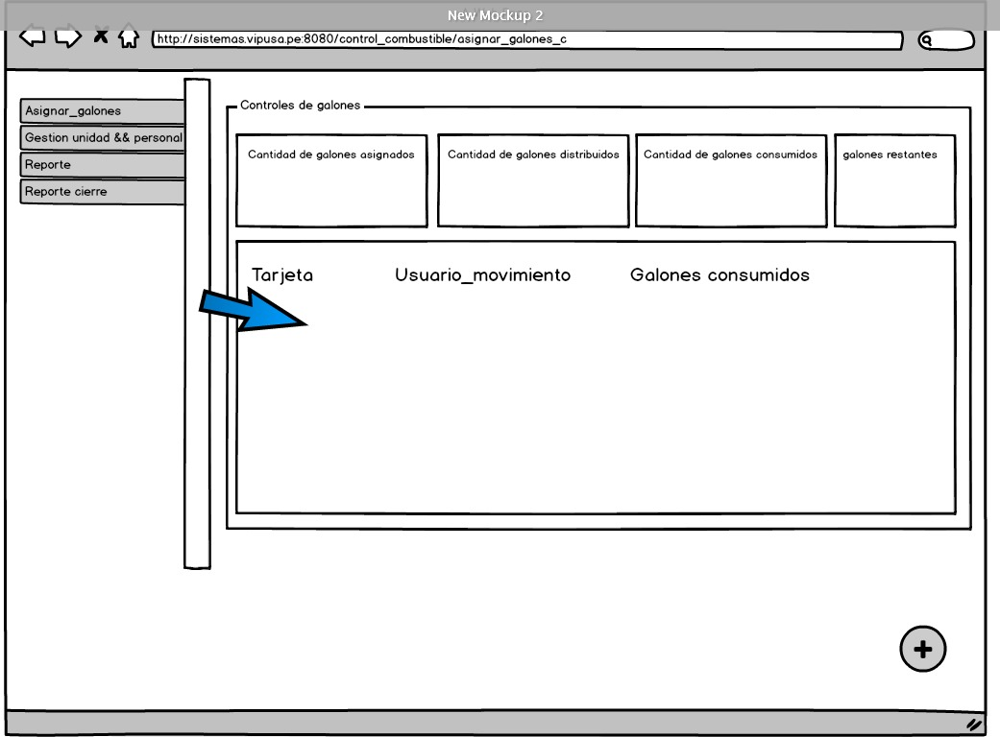 New Mockup 2
http://sistemas.vipusa.pe:8080/control_combustible/asignar_galones_c
Asignar_galones
Gestion unidad && personal
Reporte
Reporte cierre
Controles de galones
Cantidad de galones asignados
Cantidad de galones distribuidos
Cantidad de galones consumidos
galones restantes
Tarjeta Usuario_movimiento Galones consumidos